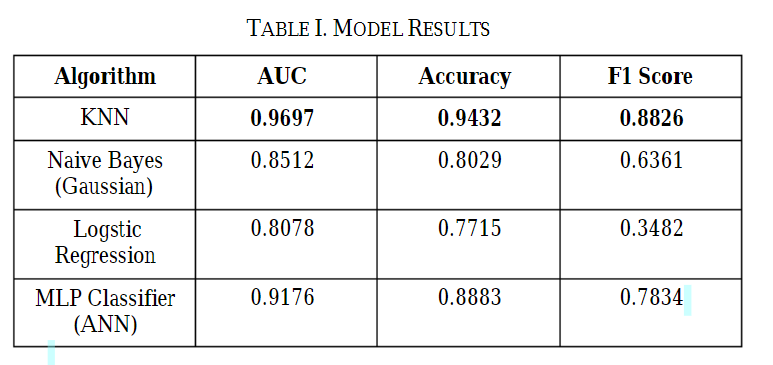 TABLE I. MODEL RESULTS
Algorithm AUC Accuracy F1 Score
KNN 0.9697 0.9432 0.8826
Naive Bayes 0.8512 0.8029 0.6361
(Gaussian)
Logstic 0.8078 0.7715 0.3482
Regression
MLP Classifier 0.9176 0.8883 0.7834
(ANN)